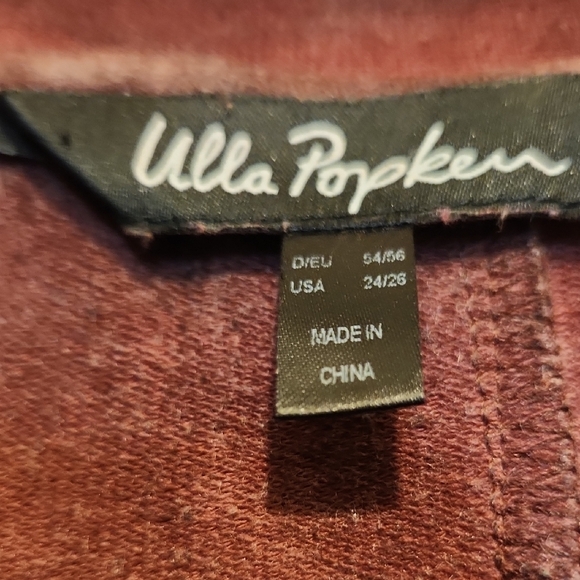 Ulla Popken
D/EU 54/56
USA 24/26
MADE IN
CHINA